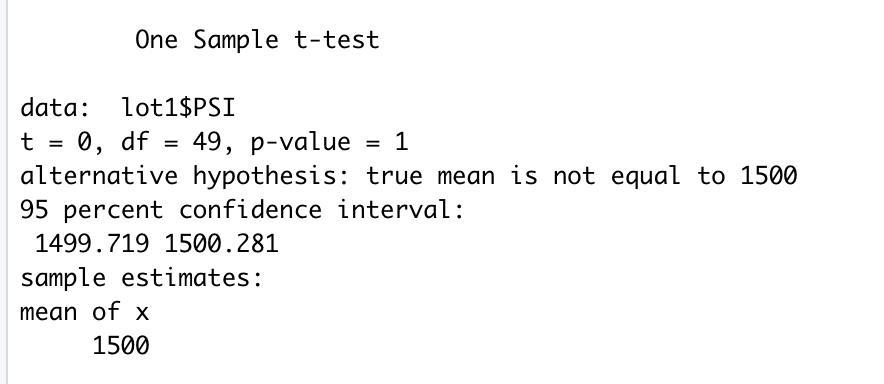 One Sample t-test
data:  lot1$PSI
t = 0, df = 49, p-value = 1
alternative hypothesis: true mean is not equal to 1500
95 percent confidence interval:
 1499.719 1500.281
sample estimates:
mean of x
     1500